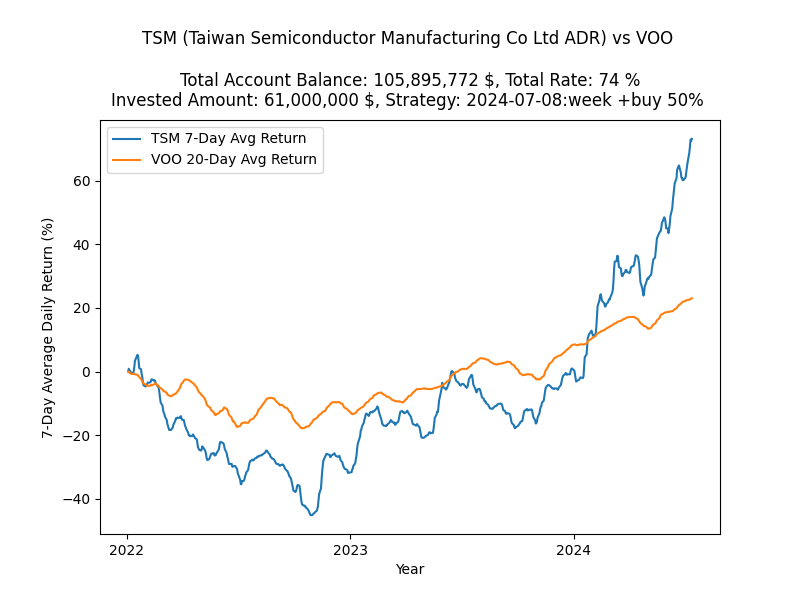 TSM (Taiwan Semiconductor Manufacturing Co Ltd ADR) vs VOO
Total Account Balance: 105,895,772 $, Total Rate: 74 %
Invested Amount: 61,000,000 $, Strategy: 2024-07-08:week +buy 50%
TSM 7-Day Avg Return
VOO 20-Day Avg Return
7-Day Average Daily Return (%)
60
40
20
0
−20
−40
2022
2023
2024
Year